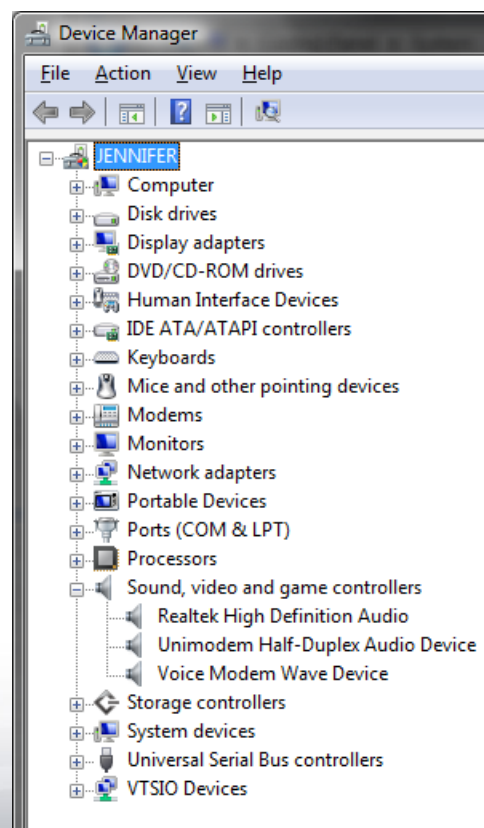 Device Manager
File Action View Help
JENNIFER
Computer
Disk drives
Display adapters
DVD/CD-ROM drives
Human Interface Devices
IDE ATA/ATAPI controllers
Keyboards
Mice and other pointing devices
Modems
Monitors
Network adapters
Portable Devices
Ports (COM & LPT)
Processors
Sound, video and game controllers
Realtek High Definition Audio
Unimodem Half-Duplex Audio Device
Voice Modem Wave Device
Storage controllers
System devices
Universal Serial Bus controllers
VTSIO Devices